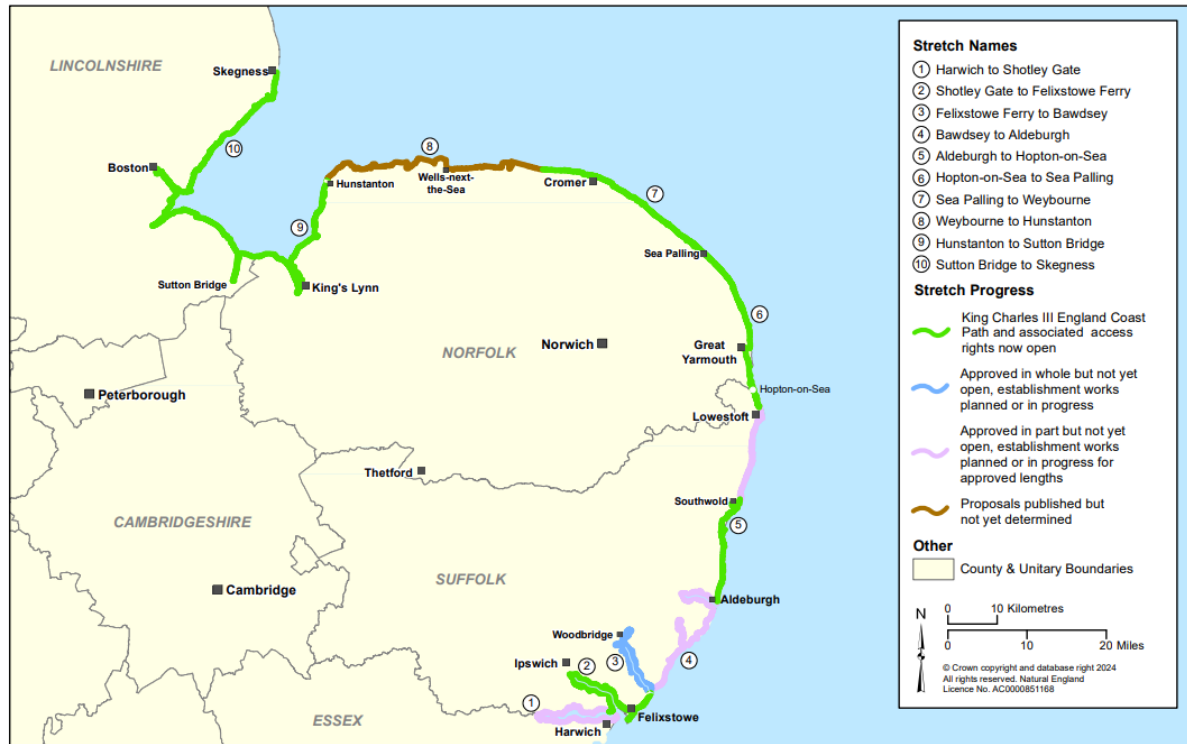 LINCOLNSHIRE
Skegness
10
Boston
8
Hunstanton
Wells-next-
the-Sea
Cromer
7
9
Sea Palling
Sutton Bridge
King's Lynn
6
NORFOLK
Norwich
Great
Yarmouth
Peterborough
Hopton-on-Sea
Lowestoft
Thetford
Southwold
CAMBRIDGESHIRE
5
SUFFOLK
Cambridge
Aldeburgh
Woodbridge
Ipswich
2
3
4
1
Felixstowe
ESSEX
Harwich
Stretch Names
1 Harwich to Shotley Gate
2 Shotley Gate to Felixstowe Ferry
3 Felixstowe Ferry to Bawdsey
4 Bawdsey to Aldeburgh
5 Aldeburgh to Hopton-on-Sea
6 Hopton-on-Sea to Sea Palling
7 Sea Palling to Weybourne
8 Weybourne to Hunstanton
9 Hunstanton to Sutton Bridge
10 Sutton Bridge to Skegness
Stretch Progress
King Charles III England Coast
Path and associated access
rights now open
Approved in whole but not yet
open, establishment works
planned or in progress
Approved in part but not yet
open, establishment works
planned or in progress for
approved lengths
Proposals published but
not yet determined
Other
County & Unitary Boundaries
N
0 10 Kilometres
0 10 20 Miles
© Crown copyright and database right 2024
All rights reserved. Natural England
Licence No. AC0000851168